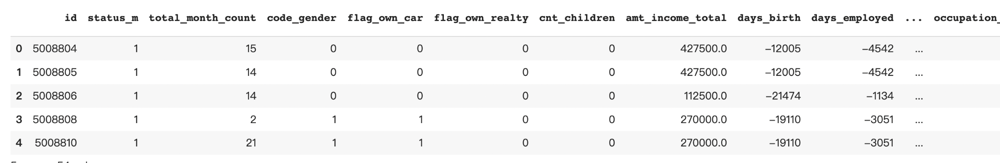 id status_m total_month_count code_gender flag_own_car flag_own_realty cnt_children amt_income_total days_birth days_employed ... occupation_
0 5008804 1 15 0 0 0 0 427500.0 −12005 −4542 ...
1 5008805 1 14 0 0 0 0 427500.0 −12005 −4542 ...
2 5008806 1 14 0 0 0 0 112500.0 −21474 −1134 ...
3 5008808 1 2 1 1 0 0 270000.0 −19110 −3051 ...
4 5008810 1 21 1 1 0 0 270000.0 −19110 −3051 ...